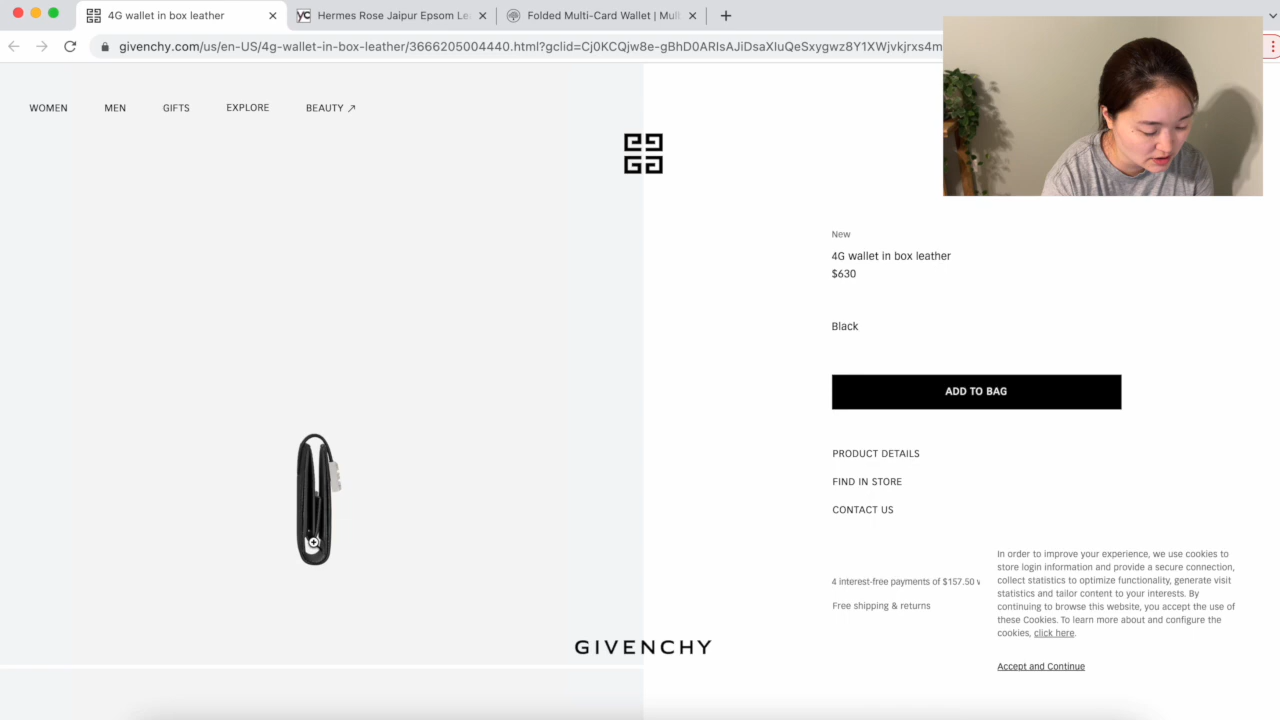 4G wallet in box leather
Hermes Rose Jaipur Epsom Le
Folded Multi-Card Wallet | Mul
givenchy.com/us/en-US/4g-wallet-in-box-leather/3666205004440.html?gclid=Cj0KCQjw8e-gBhD0ARIsAJiDsaXIuQeSxygwz8Y1XWjvkjrxs4m
WOMEN
MEN
GIFTS
EXPLORE
BEAUTY ↗
New
4G wallet in box leather
$630
Black
ADD TO BAG
PRODUCT DETAILS
FIND IN STORE
CONTACT US
4 interest-free payments of $157.50
Free shipping & returns
In order to improve your experience, we use cookies to
store login information and provide a secure connection,
collect statistics to optimize functionality, generate visit
statistics and tailor content to your interests. By
continuing to browse this website, you accept the use of
these Cookies. To learn more about and configure the
cookies, click here.
Accept and Continue
GIVENCHY